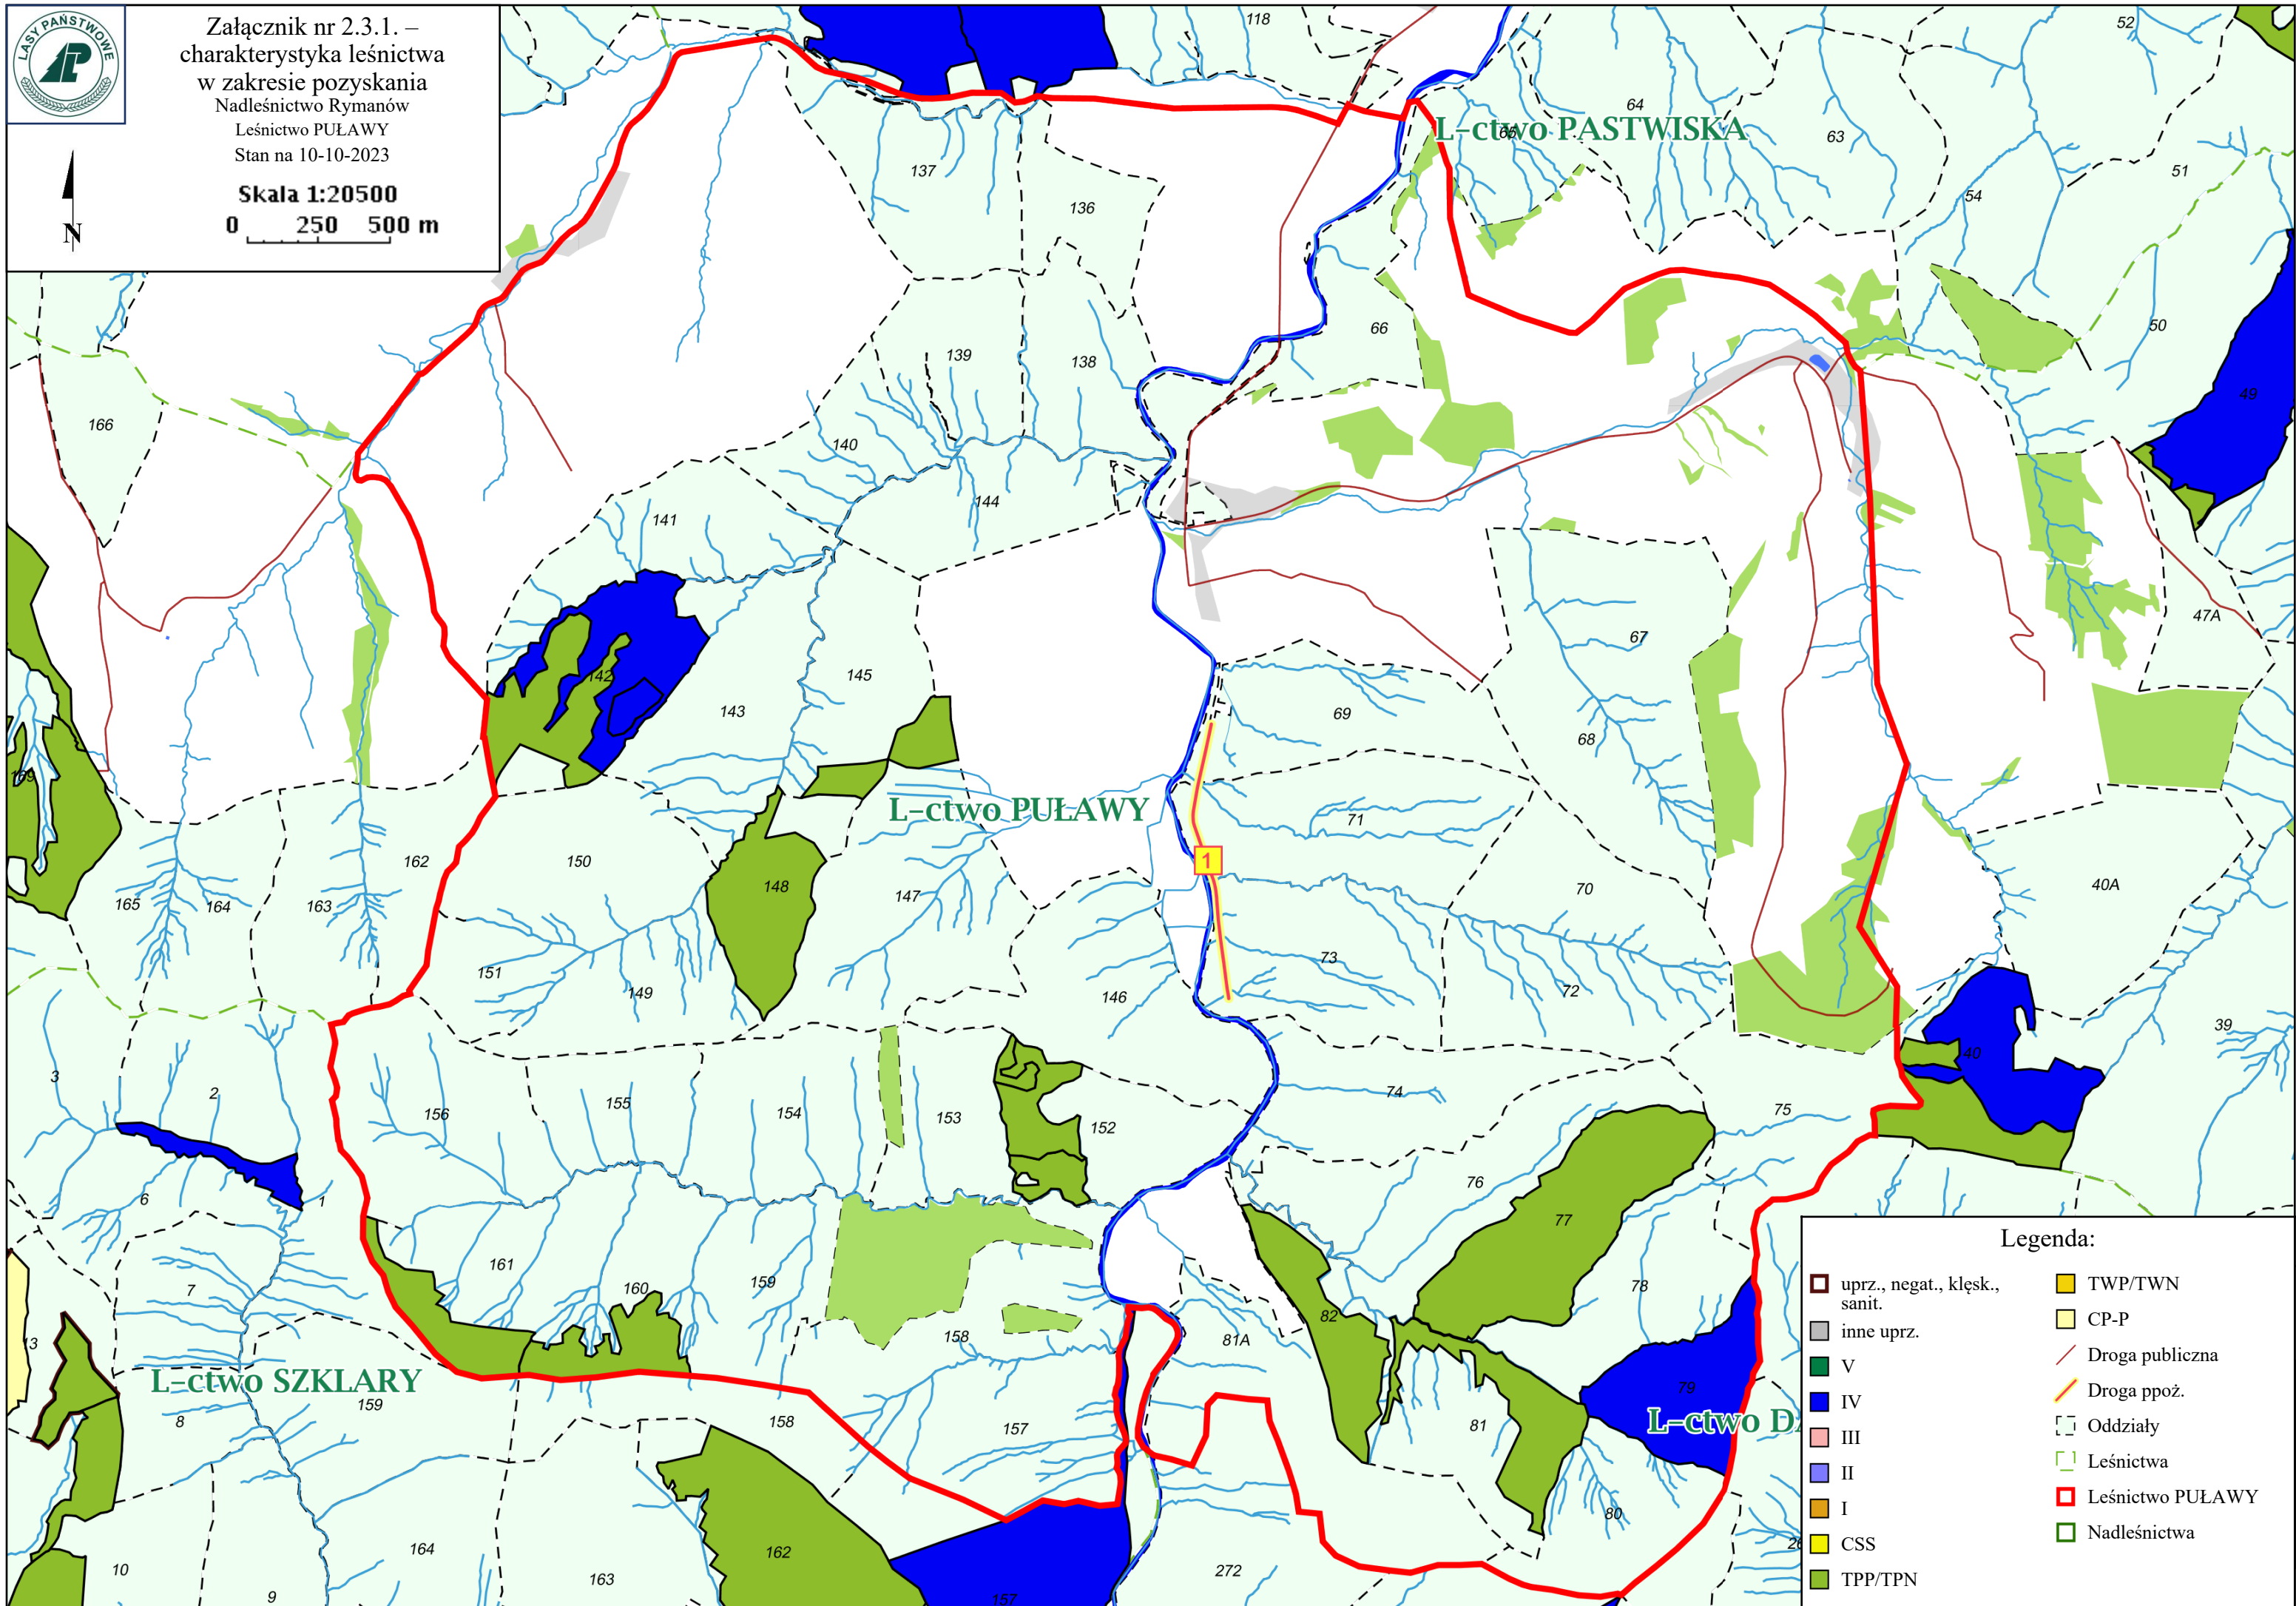 LASY PAŃSTWOWE
Załącznik nr 2.3.1. –
charakterystyka leśnictwa
w zakresie pozyskania
Nadleśnictwo Rymanów
Leśnictwo PUŁAWY
Stan na 10-10-2023
Skala 1:20500
0 250 500 m
N
118
52
64
L-ctwo PASTWISKA
65
63
137
51
136
54
66
50
139
138
49
166
140
144
141
47A
67
142
145
143
69
68
169
L-ctwo PUŁAWY
71
1
162
150
148
147
70
40A
165
164
163
151
149
73
146
72
39
3
2
156
155
154
153
152
74
75
40
6
1
76
77
161
160
159
7
78
82
158
81A
13
L-ctwo SZKLARY
159
8
158
157
79
L-ctwo D
81
80
10
164
162
163
272
9
157
26
Legenda:
uprz., negat., klęsk.,
sanit.
inne uprz.
V
IV
III
II
I
CSS
TPP/TPN
TWP/TWN
CP-P
Droga publiczna
Droga ppoż.
Oddziały
Leśnictwa
Leśnictwo PUŁAWY
Nadleśnictwa